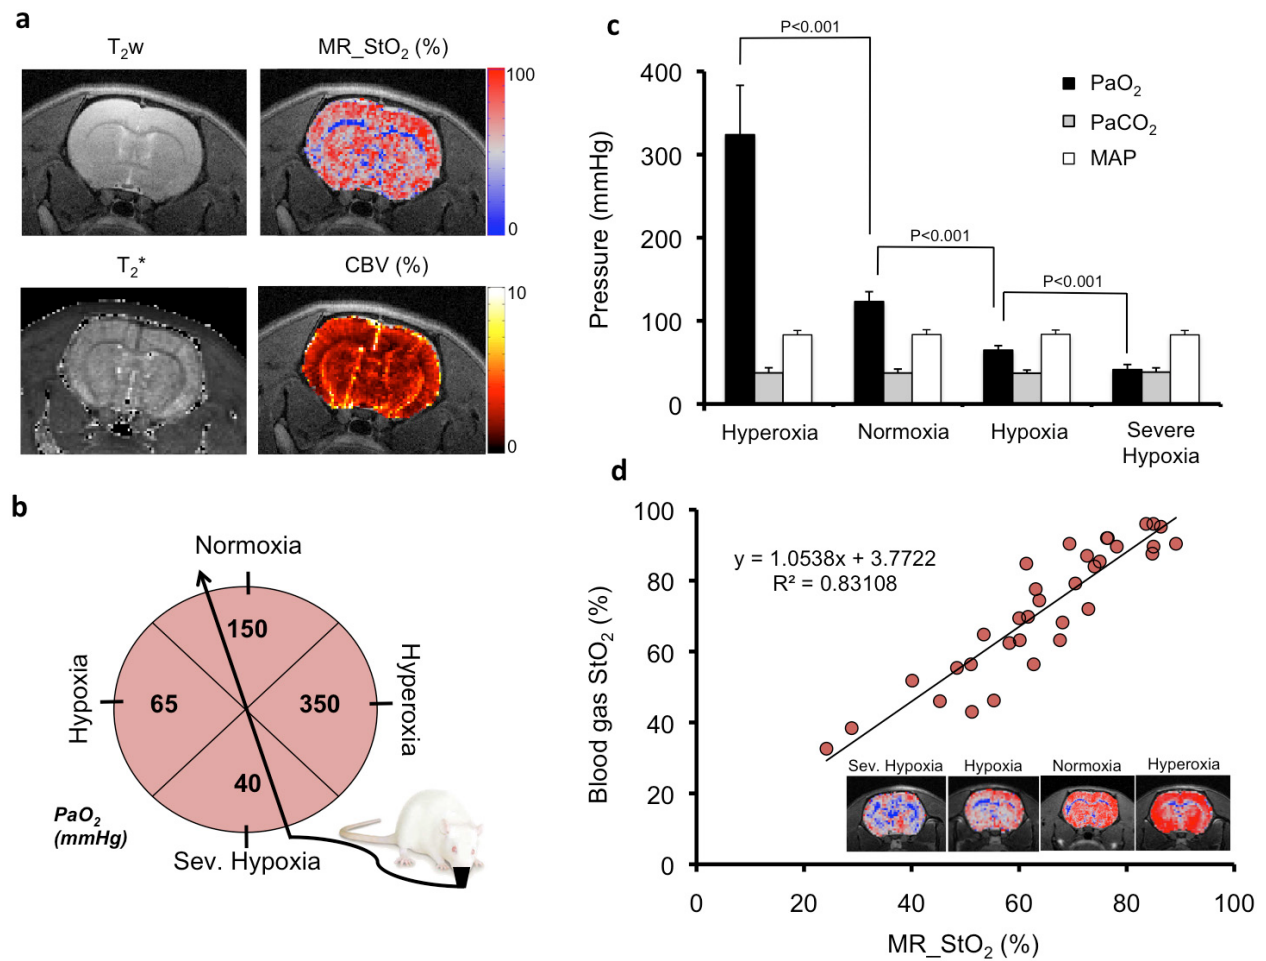 a
T₂w
MR_StO₂ (%)
100
0
T₂*
CBV (%)
10
0
b
Normoxia
150
Hypoxia
65
350
Hyperoxia
40
PaO₂
(mmHg)
Sev. Hypoxia
c
P<0.001
P<0.001
P<0.001
PaO₂
PaCO₂
MAP
Pressure (mmHg)
400
300
200
100
0
Hyperoxia
Normoxia
Hypoxia
Severe
Hypoxia
d
y = 1.0538x + 3.7722
R² = 0.83108
Blood gas StO₂ (%)
100
80
60
40
20
0
Sev. Hypoxia
Hypoxia
Normoxia
Hyperoxia
0
20
40
60
80
100
MR_StO₂ (%)